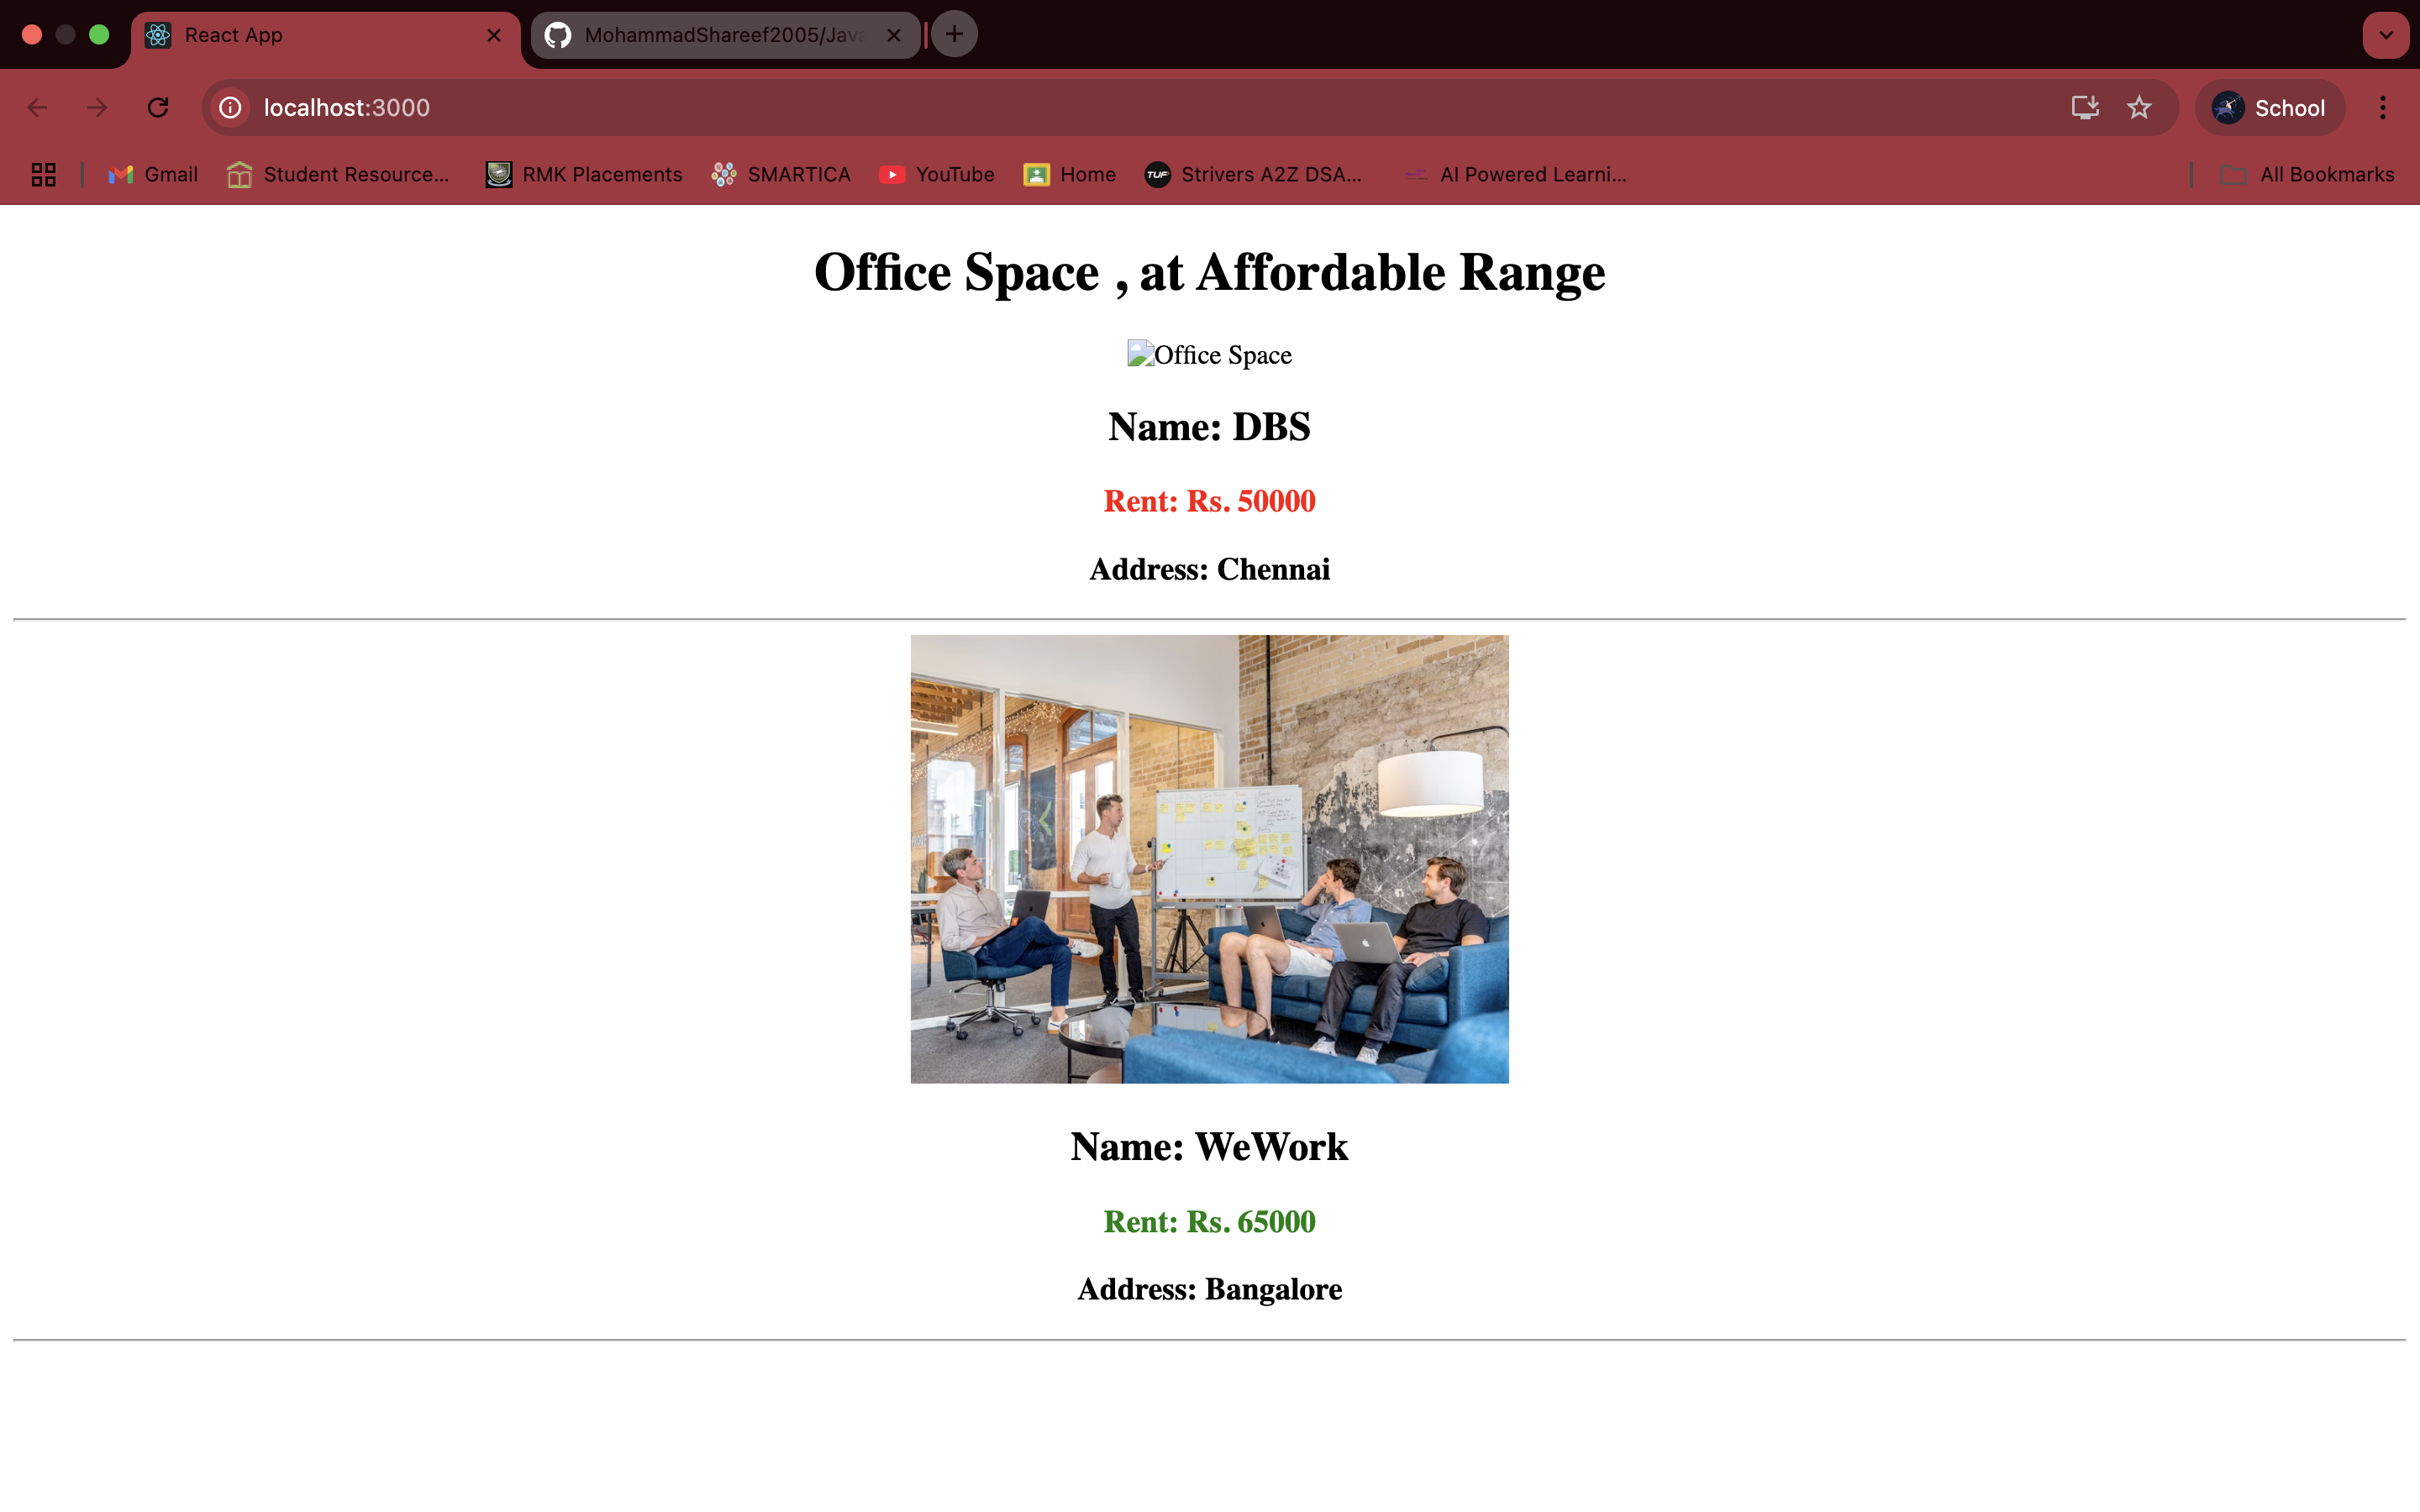 React App
MohammadShareef2005/Java
localhost:3000
School
Gmail
Student Resource...
RMK Placements
SMARTICA
YouTube
Home
TUF
Strivers A2Z DSA...
AI Powered Learni...
All Bookmarks
Office Space , at Affordable Range
Office Space
Name: DBS
Rent: Rs. 50000
Address: Chennai
Name: WeWork
Rent: Rs. 65000
Address: Bangalore